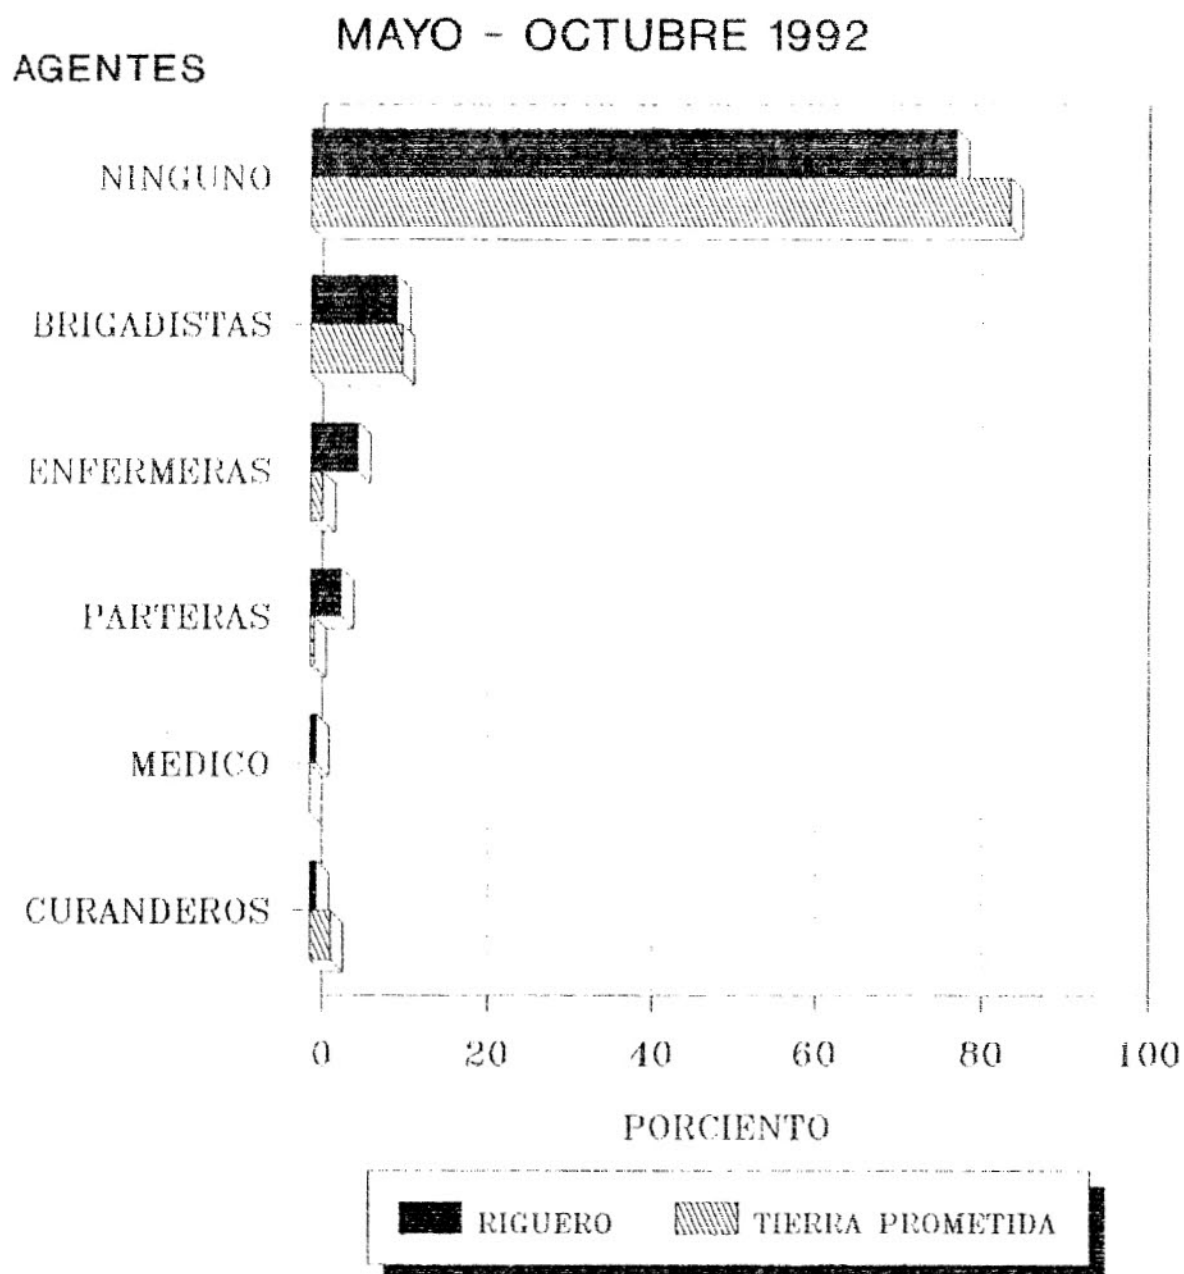 MAYO - OCTUBRE 1992
AGENTES
NINGUNO
BRIGADISTAS
ENFERMERAS
PARTERAS
MEDICO
CURANDEROS
0 20 40 60 80 100
PORCIENTO
RIGUERO TIERRA PROMETIDA